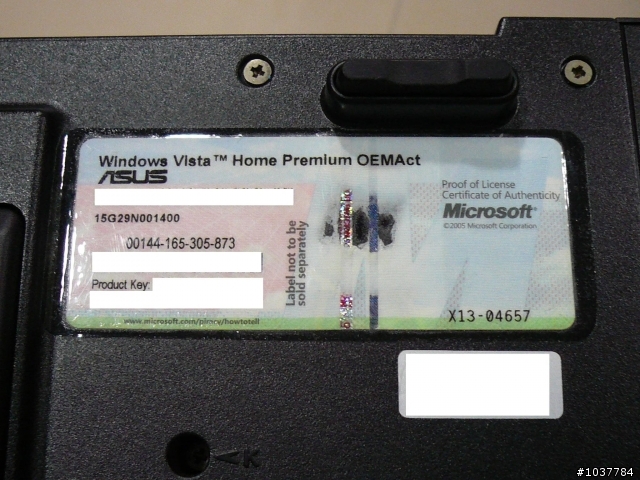 Windows Vista™ Home Premium OEMAct
ASUS
15G29N001400
00144-165-305-873
Product Key:
www.microsoft.com/piracy/howtotell
Label not to be
sold separately
Proof of License
Certificate of Authenticity
Microsoft®
©2005 Microsoft Corporation
X13-04657
K
#1037784